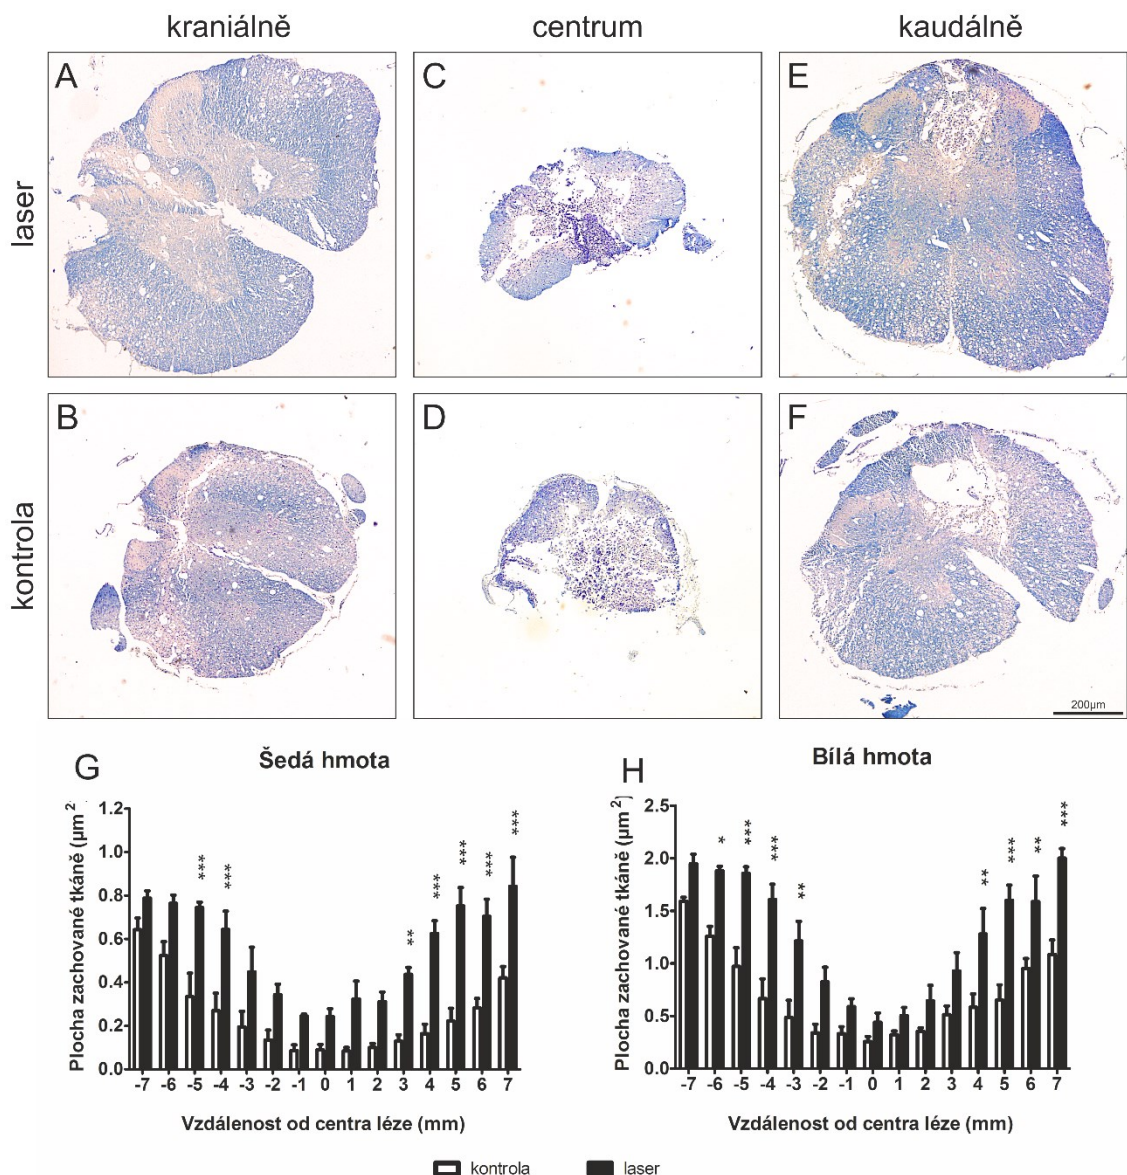 kraniálně centrum kaudálně
laser
A C E
kontrola
B D F
200µm
G Šedá hmota
Plocha zachované tkáně (µm²)
1.2
1.0
0.8
0.6
0.4
0.2
0.0
*** *** ** *** *** *** ***
-7 -6 -5 -4 -3 -2 -1 0 1 2 3 4 5 6 7
Vzdálenost od centra léze (mm)
H Bílá hmota
Plocha zachované tkáně (µm²)
2.5
2.0
1.5
1.0
0.5
0.0
* *** *** ** ** *** ** ***
-7 -6 -5 -4 -3 -2 -1 0 1 2 3 4 5 6 7
Vzdálenost od centra léze (mm)
kontrola laser